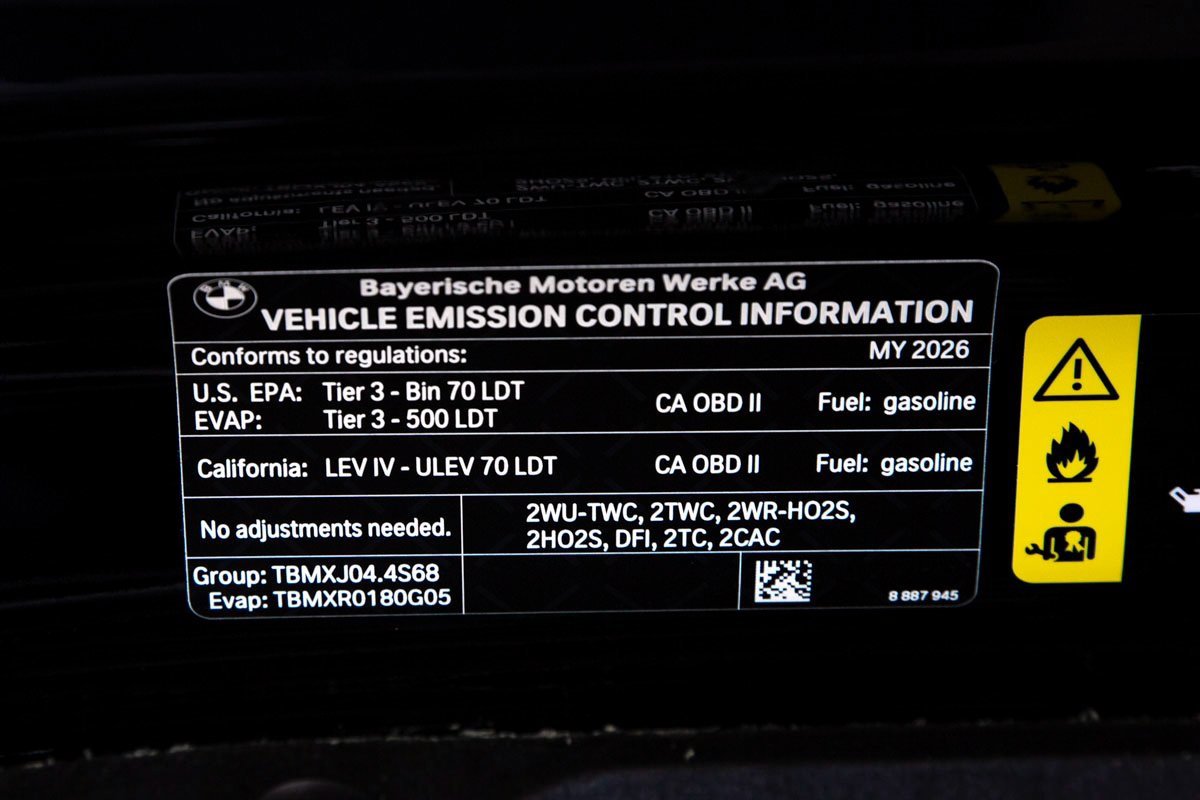 BMW
Bayerische Motoren Werke AG
VEHICLE EMISSION CONTROL INFORMATION
Conforms to regulations: MY 2026
U.S. EPA: Tier 3 - Bin 70 LDT CA OBD II Fuel: gasoline
EVAP: Tier 3 - 500 LDT
California: LEV IV - ULEV 70 LDT CA OBD II Fuel: gasoline
No adjustments needed.
2WU-TWC, 2TWC, 2WR-HO2S,
2HO2S, DFI, 2TC, 2CAC
Group: TBMXJ04.4S68
Evap: TBMXR0180G05
8 887 945